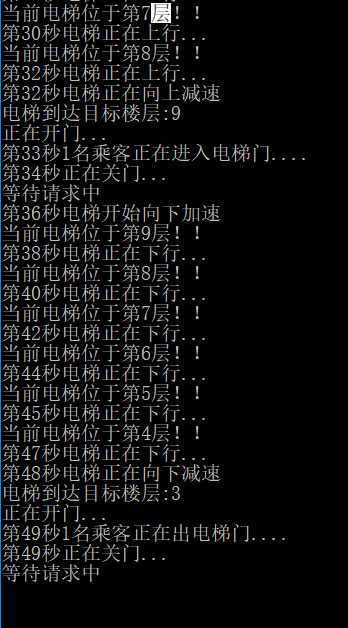 当前电梯位于第7层！！
第30秒电梯正在上行...
当前电梯位于第8层！！
第32秒电梯正在上行...
第32秒电梯正在向上减速
电梯到达目标楼层:9
正在开门...
第33秒1名乘客正在进入电梯门....
第34秒正在关门...
等待请求中
第36秒电梯开始向下加速
当前电梯位于第9层！！
第38秒电梯正在下行...
当前电梯位于第8层！！
第40秒电梯正在下行...
当前电梯位于第7层！！
第42秒电梯正在下行...
当前电梯位于第6层！！
第44秒电梯正在下行...
当前电梯位于第5层！！
第45秒电梯正在下行...
当前电梯位于第4层！！
第47秒电梯正在下行...
第48秒电梯正在向下减速
电梯到达目标楼层:3
正在开门...
第49秒1名乘客正在出电梯门....
第49秒正在关门...
等待请求中